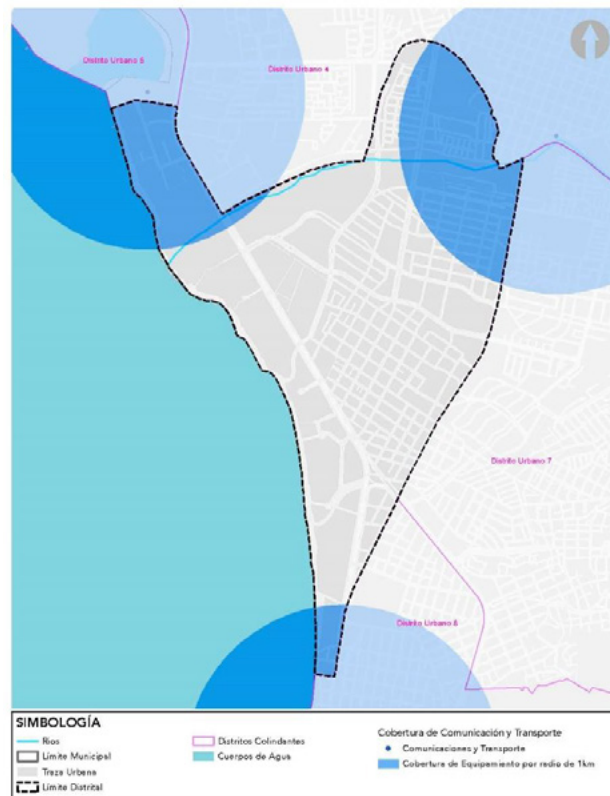 Distrito Urbano 5
Distrito Urbano 4
Distrito Urbano 7
Distrito Urbano 8
SIMBOLOGÍA
Ríos
Límite Municipal
Traza Urbana
Límite Distrital
Distritos Colindantes
Cuerpos de Agua
Cobertura de Comunicación y Transporte
Comunicaciones y Transporte
Cobertura de Equipamiento por radio de 1km